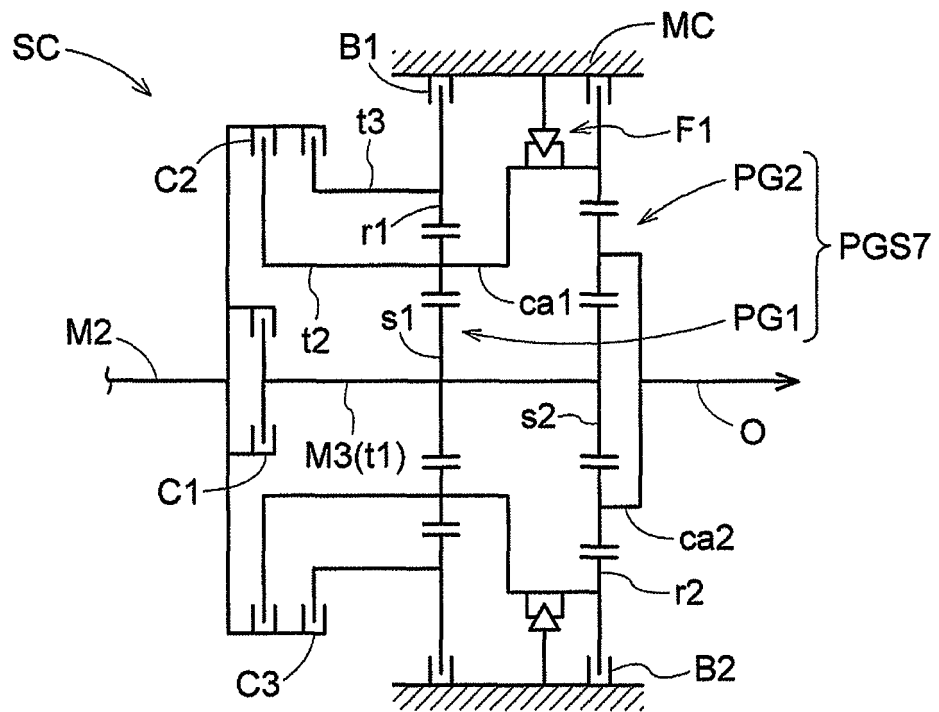 SC
B1
MC
C2
t3
F1
PG2
r1
PGS7
ca1
s1
PG1
M2
t2
s2
O
M3(t1)
C1
ca2
r2
C3
B2